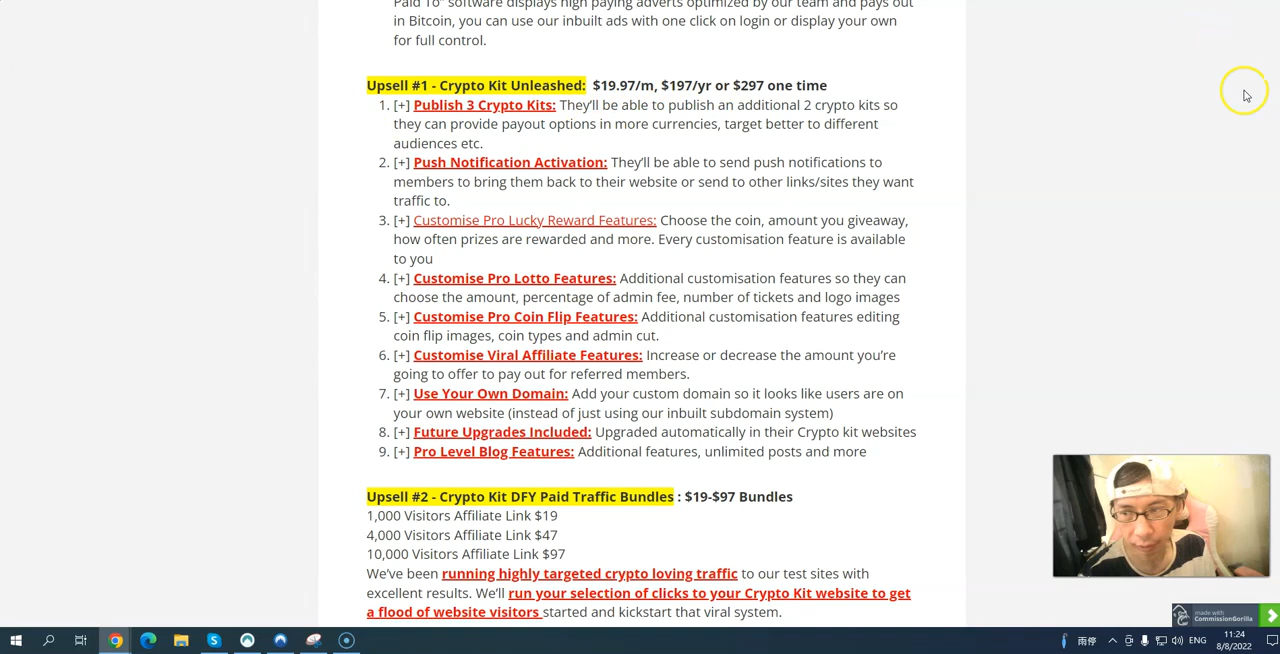 Paid To" software displays high paying adverts optimized by our team and pays out
in Bitcoin, you can use our inbuilt ads with one click on login or display your own
for full control.
Upsell #1 - Crypto Kit Unleashed:  $19.97/m, $197/yr or $297 one time
1. [+] Publish 3 Crypto Kits: They'll be able to publish an additional 2 crypto kits so
they can provide payout options in more currencies, target better to different
audiences etc.
2. [+] Push Notification Activation: They'll be able to send push notifications to
members to bring them back to their website or send to other links/sites they want
traffic to.
3. [+] Customise Pro Lucky Reward Features: Choose the coin, amount you giveaway,
how often prizes are rewarded and more. Every customisation feature is available
to you
4. [+] Customise Pro Lotto Features: Additional customisation features so they can
choose the amount, percentage of admin fee, number of tickets and logo images
5. [+] Customise Pro Coin Flip Features: Additional customisation features editing
coin flip images, coin types and admin cut.
6. [+] Customise Viral Affiliate Features: Increase or decrease the amount you're
going to offer to pay out for referred members.
7. [+] Use Your Own Domain: Add your custom domain so it looks like users are on
your own website (instead of just using our inbuilt subdomain system)
8. [+] Future Upgrades Included: Upgraded automatically in their Crypto kit websites
9. [+] Pro Level Blog Features: Additional features, unlimited posts and more
Upsell #2 - Crypto Kit DFY Paid Traffic Bundles : $19-$97 Bundles
1,000 Visitors Affiliate Link $19
4,000 Visitors Affiliate Link $47
10,000 Visitors Affiliate Link $97
We've been running highly targeted crypto loving traffic to our test sites with
excellent results. We'll run your selection of clicks to your Crypto Kit website to get
a flood of website visitors started and kickstart that viral system.
made with
CommissionGorilla
雨停
ENG
11:24
8/8/2022